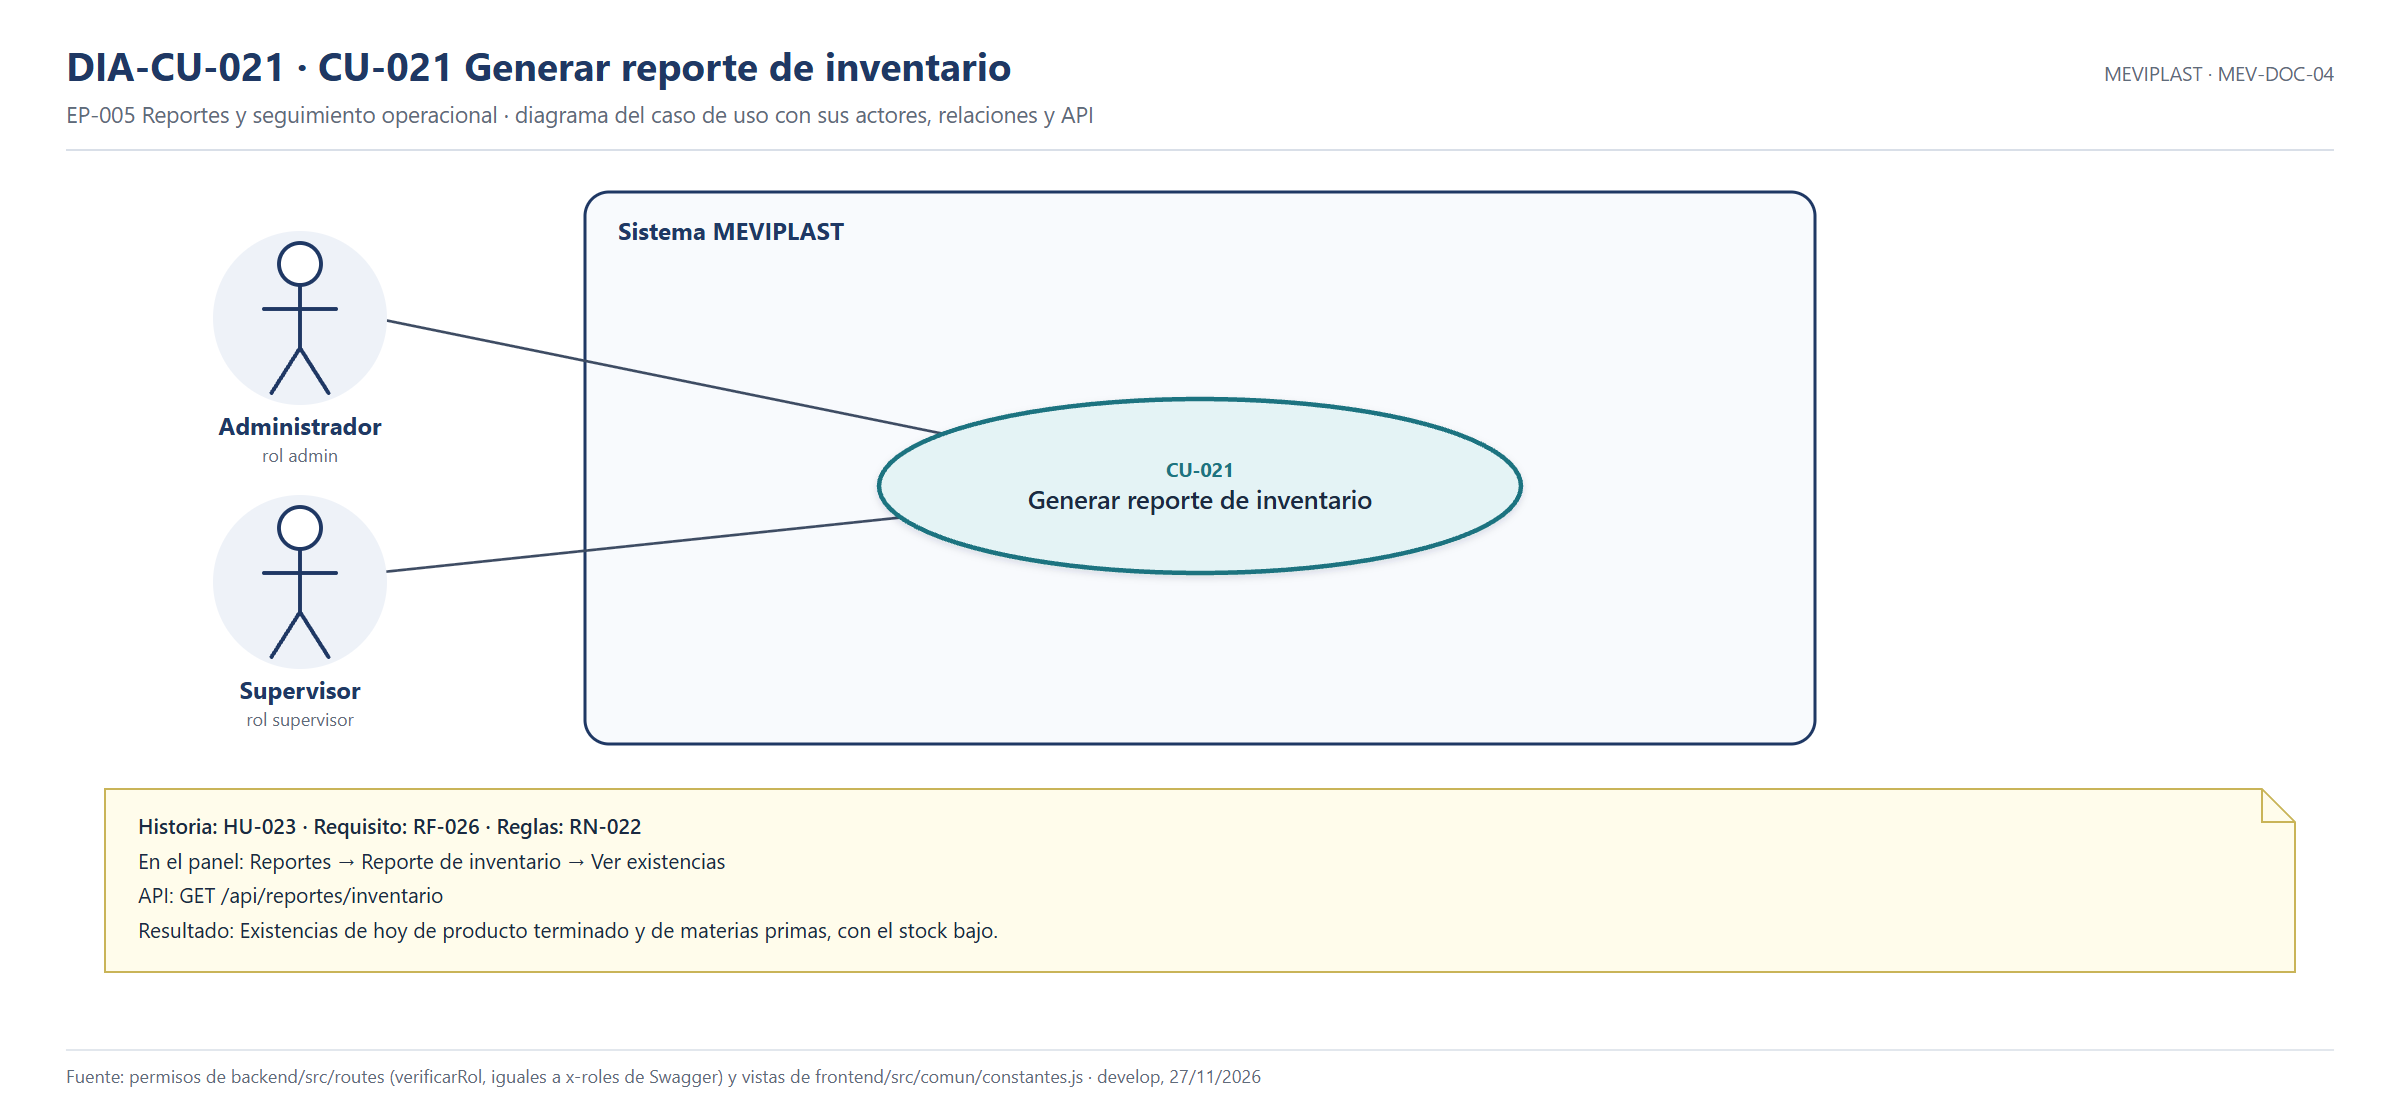 DIA-CU-021 · CU-021 Generar reporte de inventario
MEVIPLAST · MEV-DOC-04
EP-005 Reportes y seguimiento operacional · diagrama del caso de uso con sus actores, relaciones y API
Sistema MEVIPLAST
Administrador
rol admin
CU-021
Generar reporte de inventario
Supervisor
rol supervisor
Historia: HU-023 · Requisito: RF-026 · Reglas: RN-022
En el panel: Reportes → Reporte de inventario → Ver existencias
API: GET /api/reportes/inventario
Resultado: Existencias de hoy de producto terminado y de materias primas, con el stock bajo.
Fuente: permisos de backend/src/routes (verificarRol, iguales a x-roles de Swagger) y vistas de frontend/src/comun/constantes.js · develop, 27/11/2026